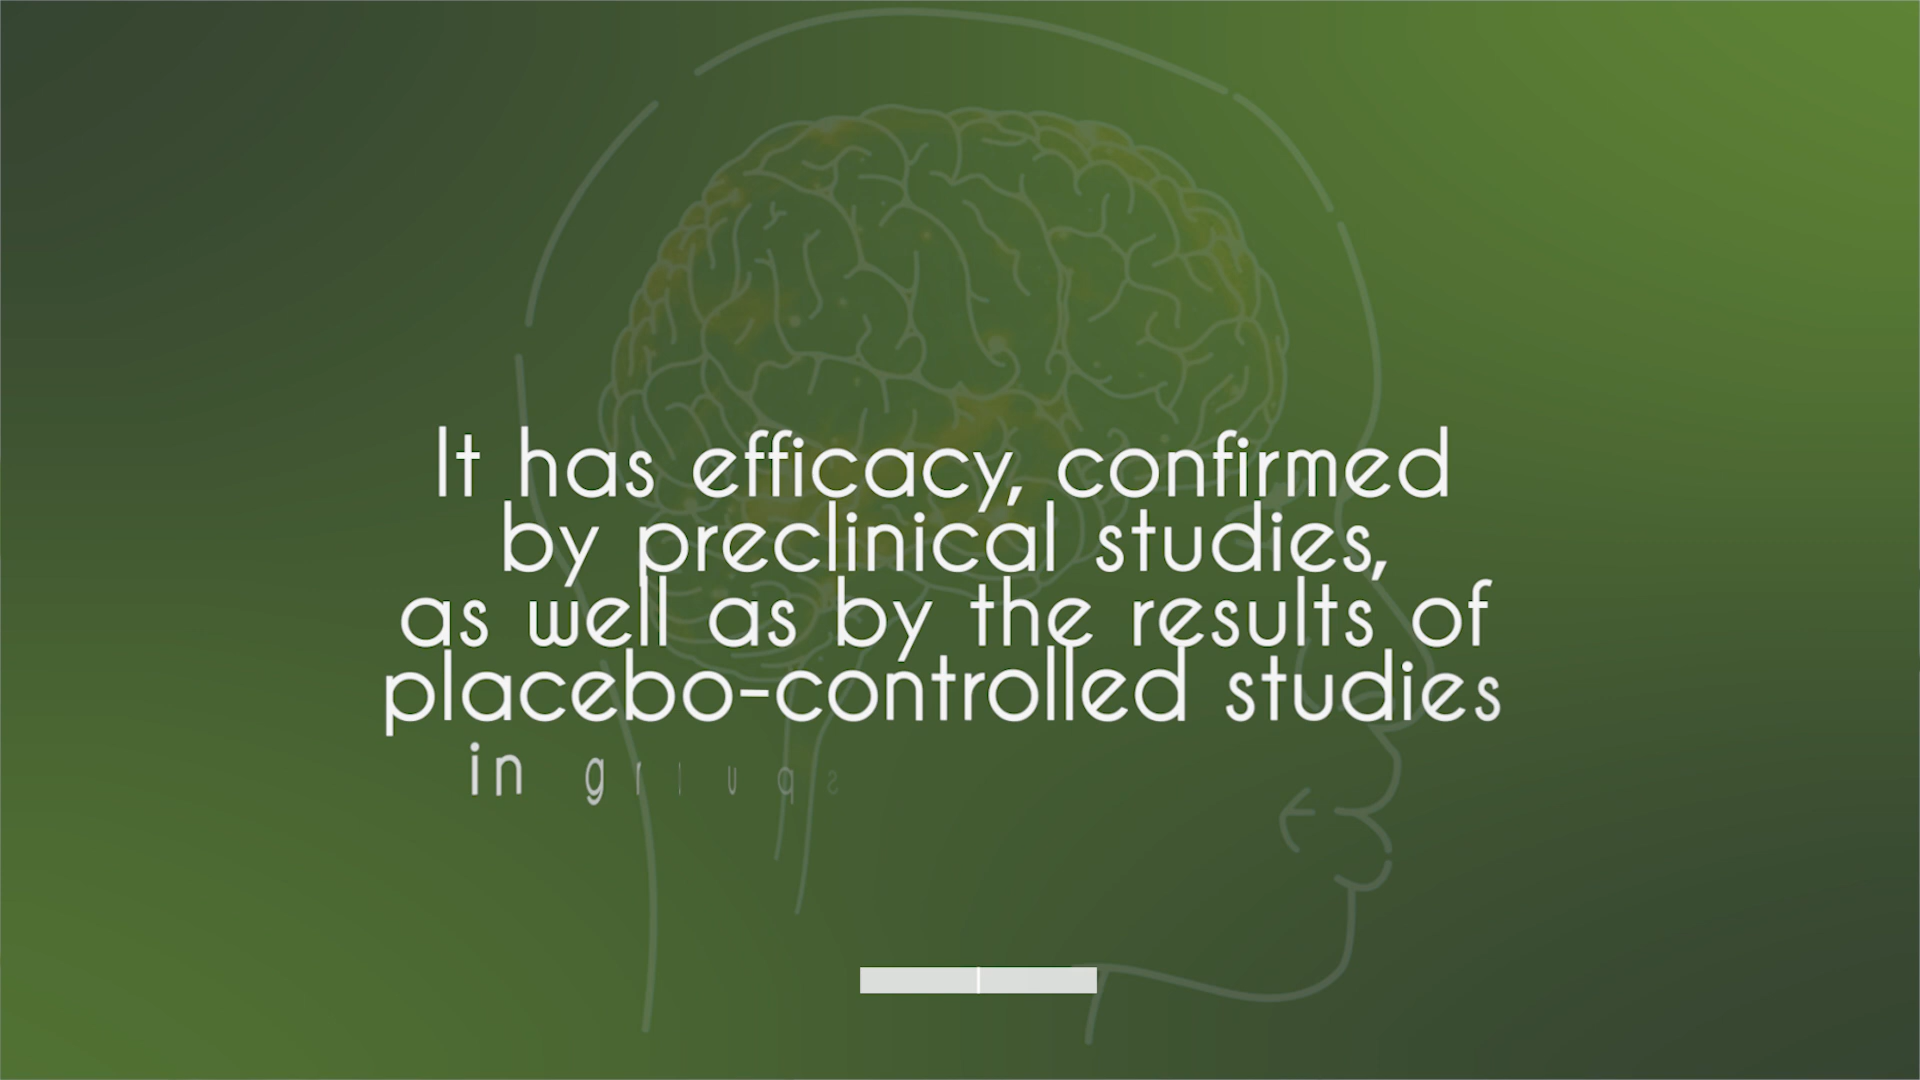 It has efficacy, confirmed
by preclinical studies,
as well as by the results of
placebo-controlled studies
in